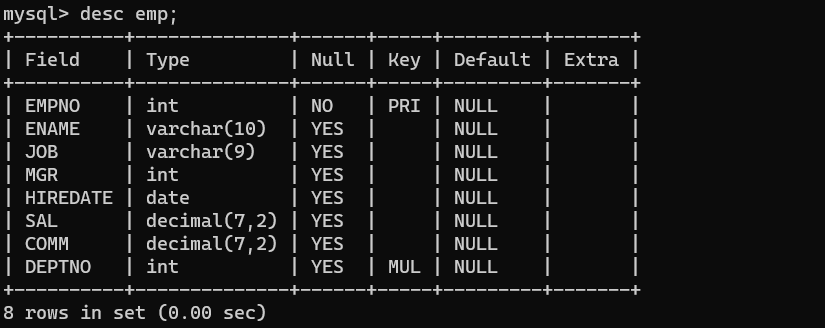 mysql> desc emp;
+----------+--------------+------+-----+---------+-------+
| Field    | Type         | Null | Key | Default | Extra |
+----------+--------------+------+-----+---------+-------+
| EMPNO    | int          | NO   | PRI | NULL    |       |
| ENAME    | varchar(10)  | YES  |     | NULL    |       |
| JOB      | varchar(9)   | YES  |     | NULL    |       |
| MGR      | int          | YES  |     | NULL    |       |
| HIREDATE | date         | YES  |     | NULL    |       |
| SAL      | decimal(7,2) | YES  |     | NULL    |       |
| COMM     | decimal(7,2) | YES  |     | NULL    |       |
| DEPTNO   | int          | YES  | MUL | NULL    |       |
+----------+--------------+------+-----+---------+-------+
8 rows in set (0.00 sec)